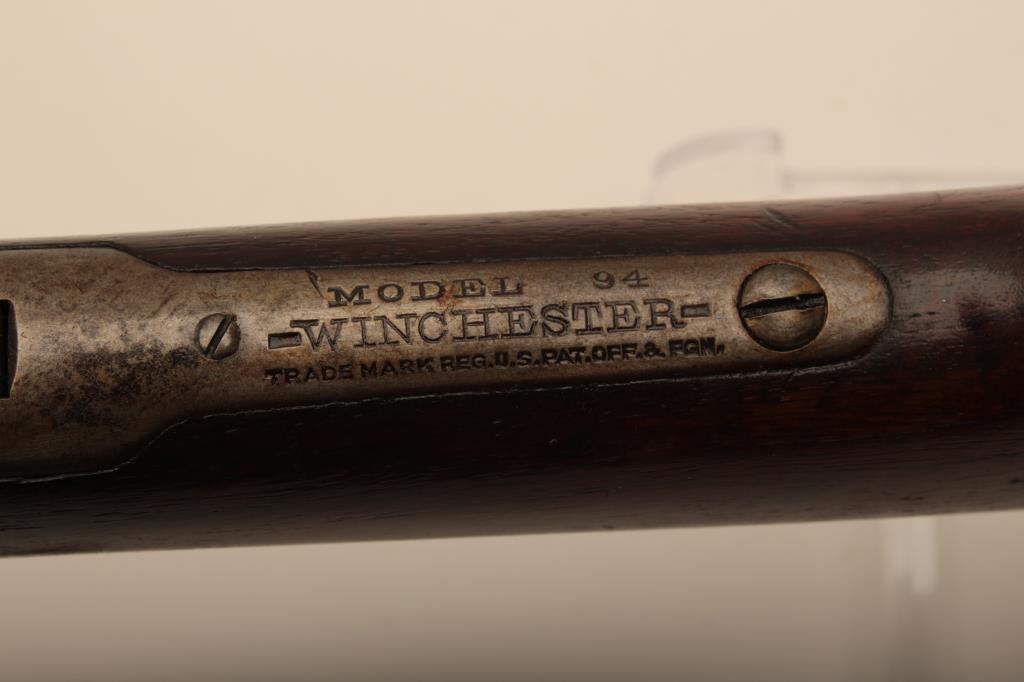 MODEL 94
-WINCHESTER-
TRADE MARK REG. U.S. PAT. OFF. & FGN.